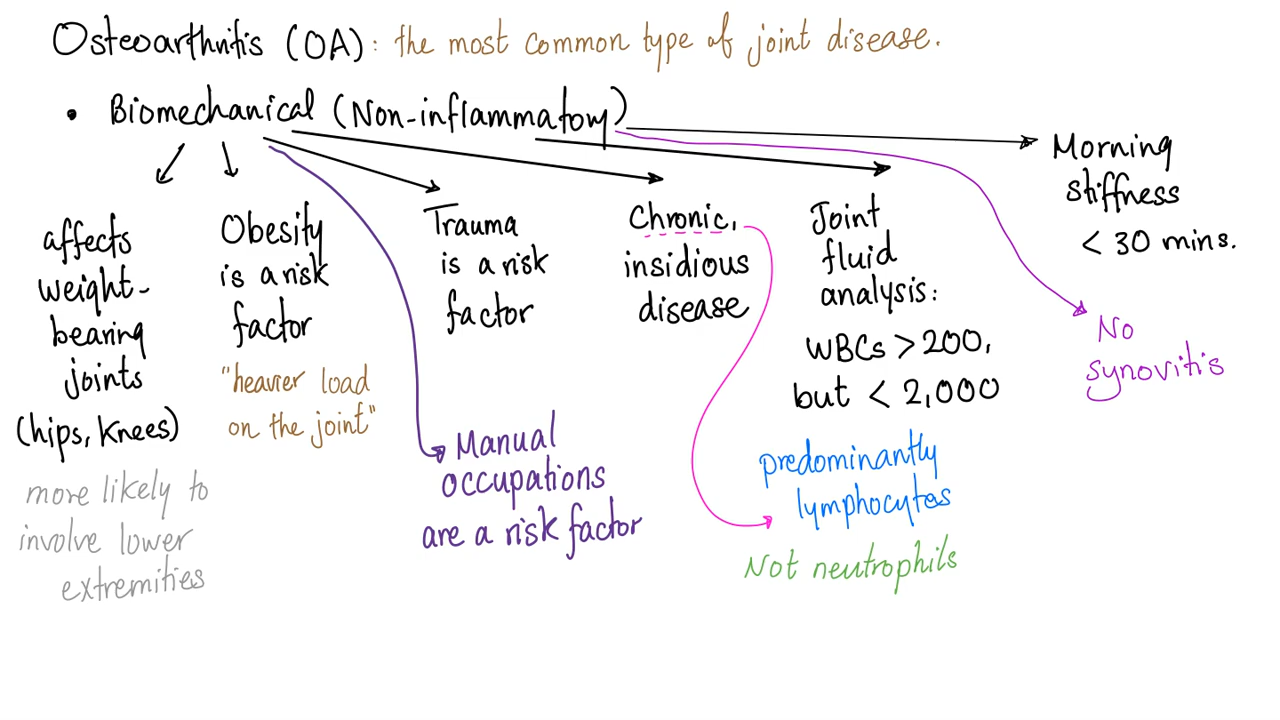 Osteoarthritis (OA): the most common type of joint disease.
• Biomechanical (Non-inflammatory)
affects
weight-
bearing
joints
(hips, knees)
more likely to
involve lower
extremities
Obesity
is a risk
factor
"heavier load
on the joint"
Trauma
is a risk
factor
Manual
occupations
are a risk factor
Chronic,
insidious
disease
Joint
fluid
analysis:
WBCs > 200,
but < 2,000
predominantly
lymphocytes
Not neutrophils
Morning
stiffness
< 30 mins.
No
synovitis